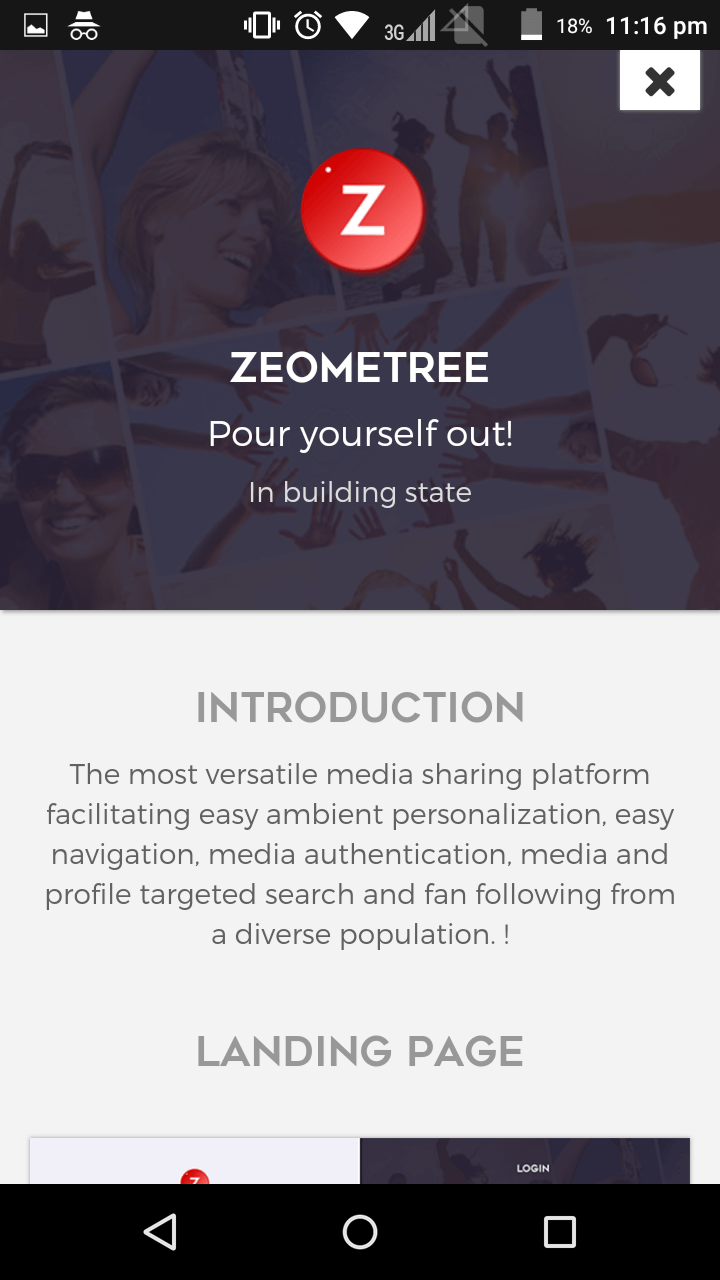 3G 18% 11:16 pm
Z
ZEOMETREE
Pour yourself out!
In building state
INTRODUCTION
The most versatile media sharing platform
facilitating easy ambient personalization, easy
navigation, media authentication, media and
profile targeted search and fan following from
a diverse population. !
LANDING PAGE
Z
LOGIN